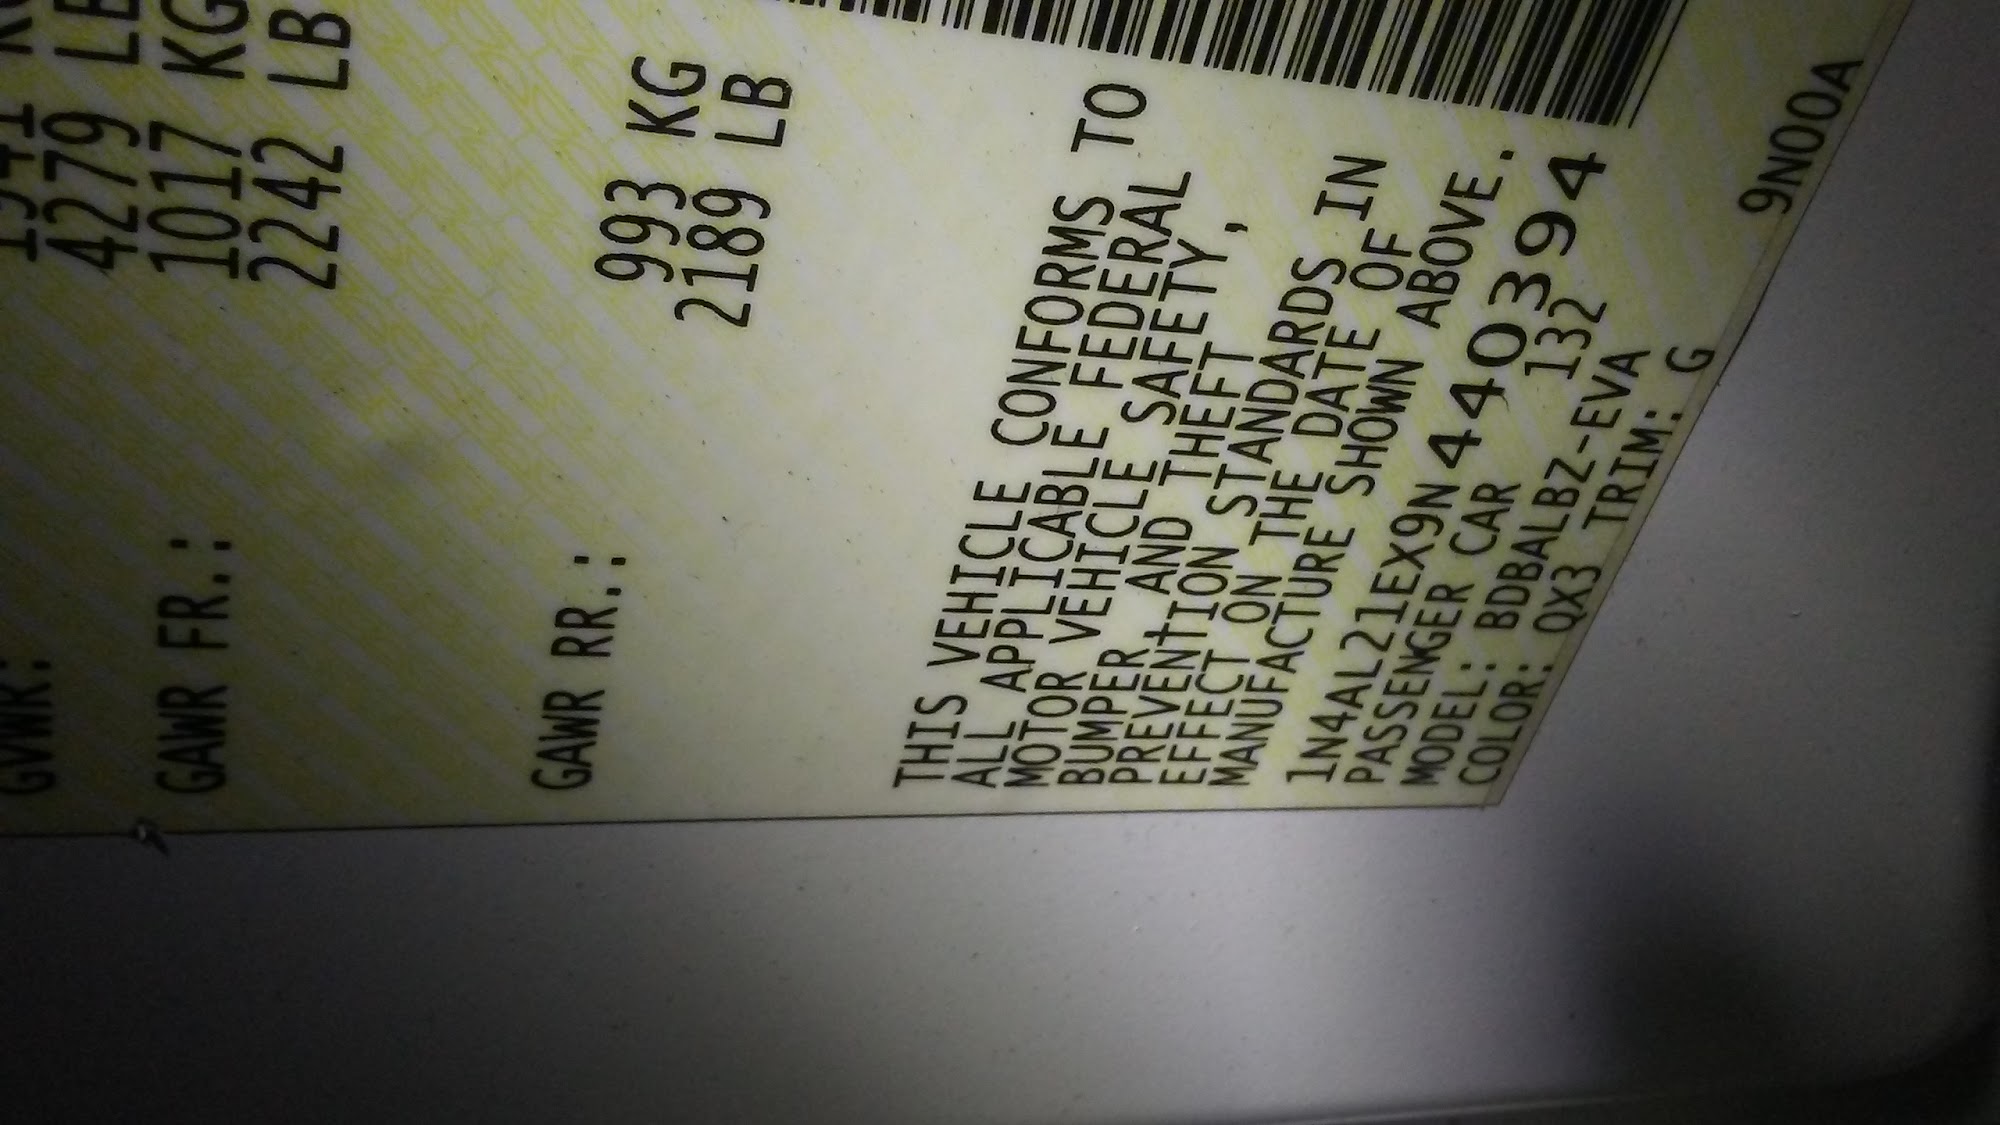 GVWR: 1941 KG
4279 LB
GAWR FR.: 1017 KG
2242 LB
GAWR RR.: 993 KG
2189 LB
THIS VEHICLE CONFORMS TO
ALL APPLICABLE FEDERAL
MOTOR VEHICLE SAFETY,
BUMPER AND THEFT
PREVENtION STANDARDS IN
EFFECT ON THE DATE OF
MANUFACTURE SHOWN ABOVE.
1N4AL21EX9N440394
PASSENGER CAR 132
MODEL: BDBALBZ-EVA
COLOR: QX3 TRIM: G
9N00A